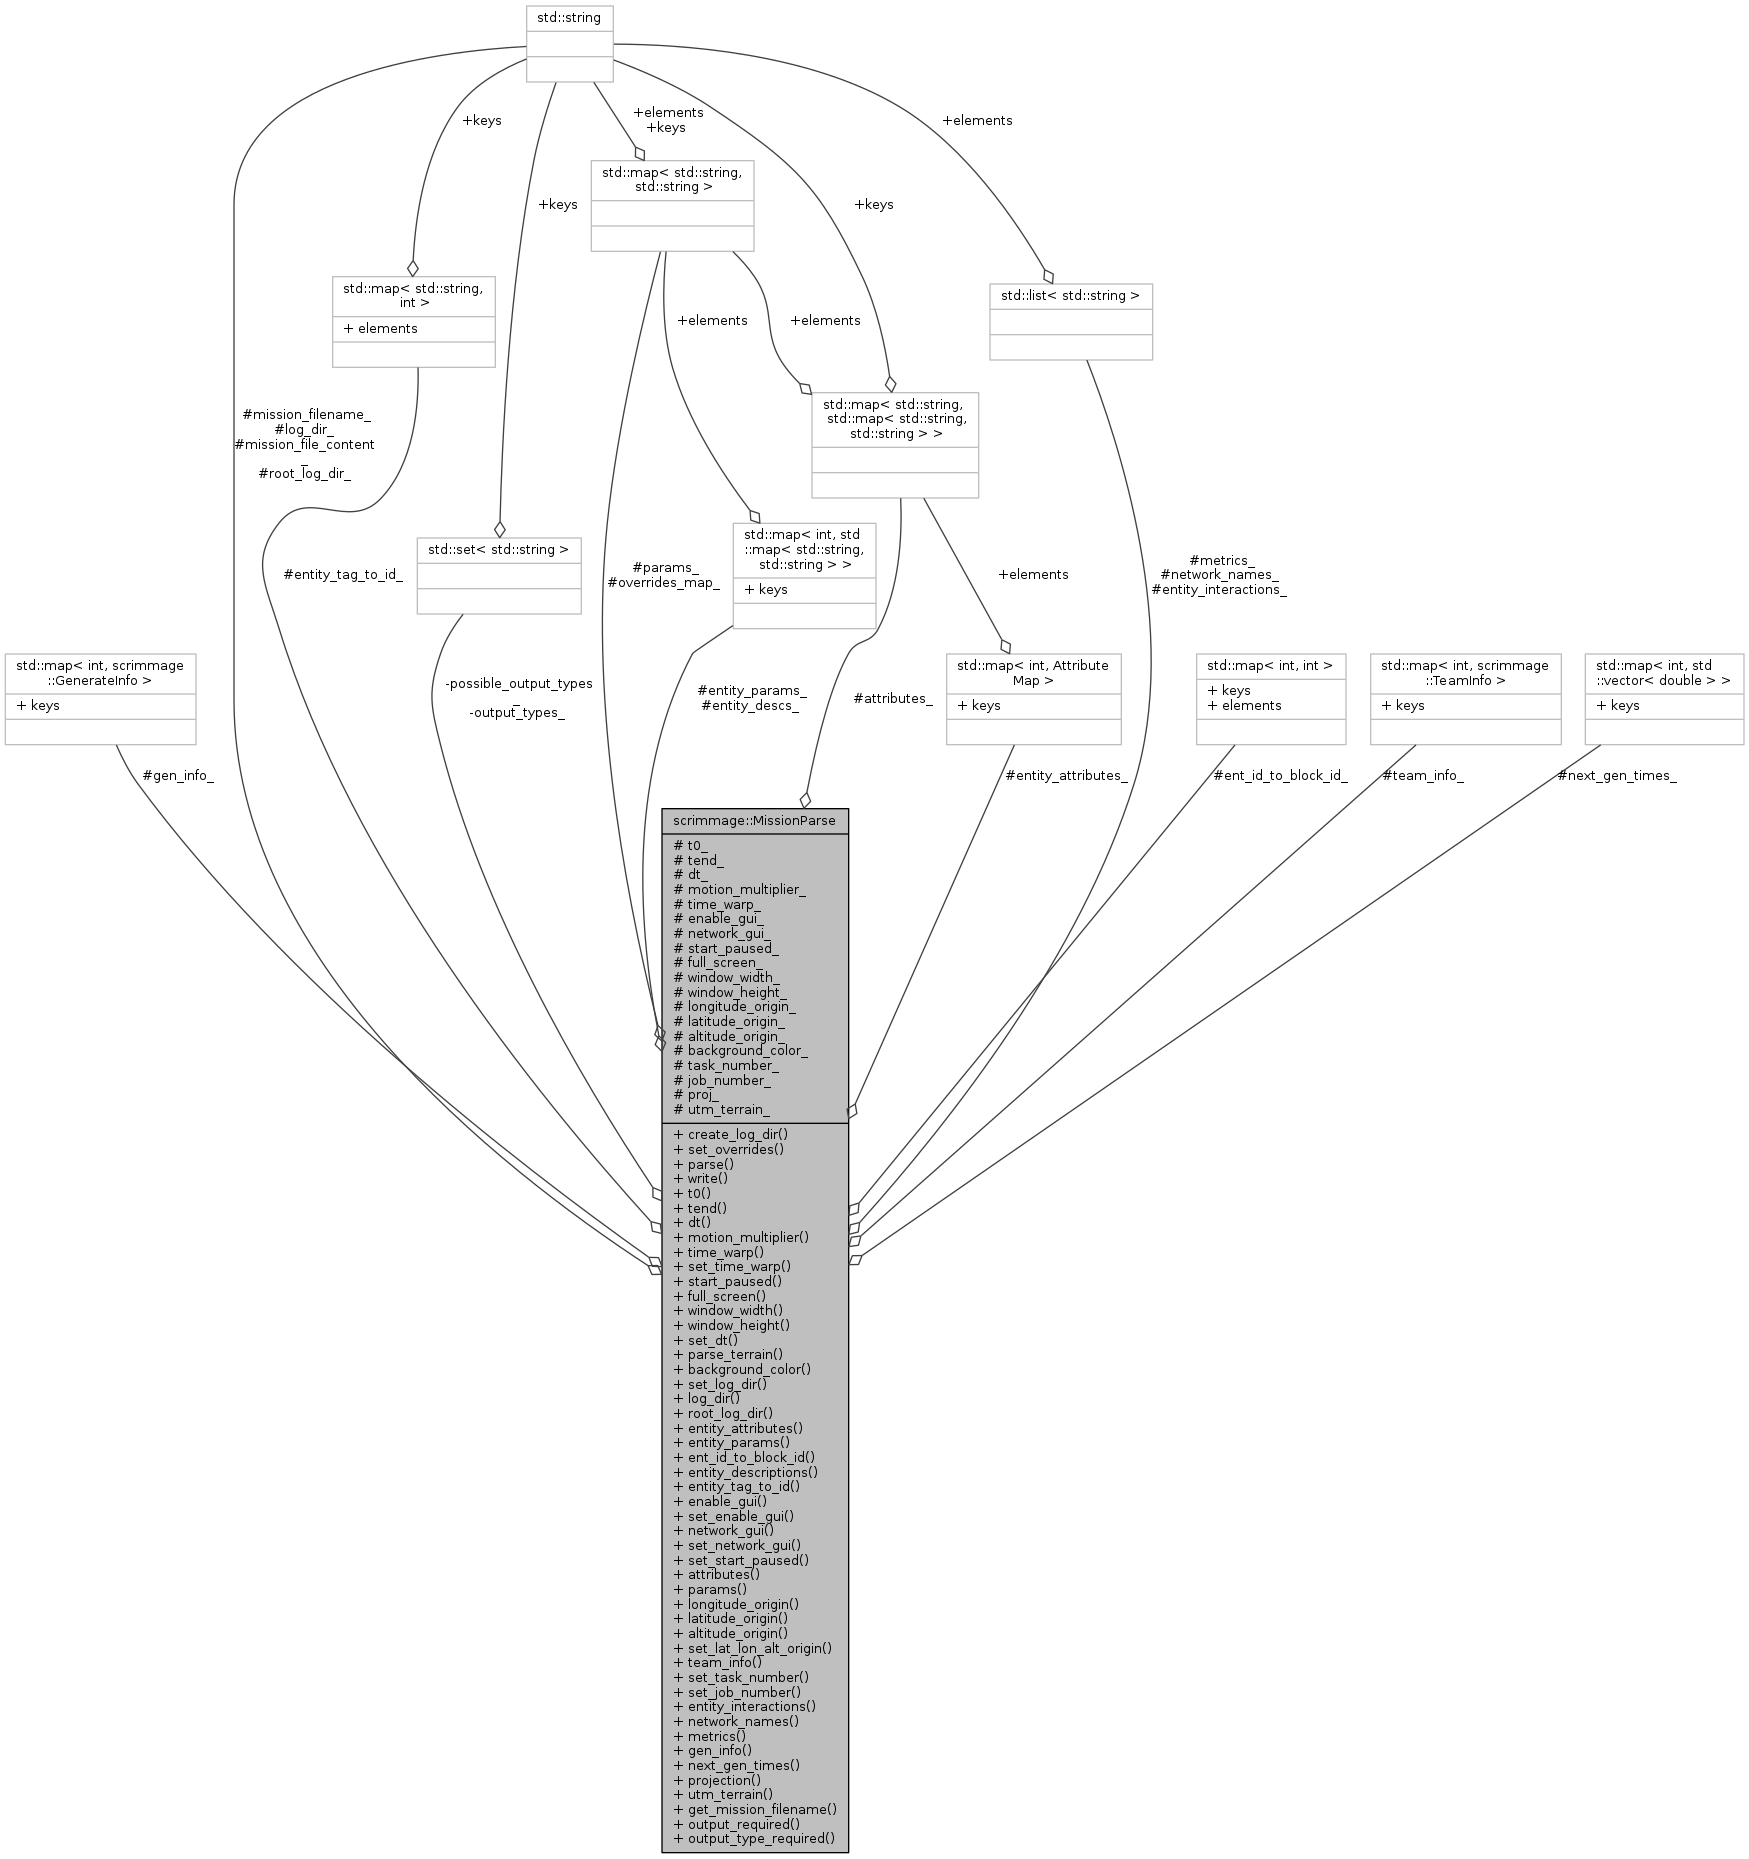 std::string
+elements
+keys
+keys
+elements
std::map< std::string,
std::string >
+keys
+keys
std::map< std::string,
int >
+ elements
std::list< std::string >
+elements
+elements
std::map< std::string,
std::map< std::string,
std::string > >
#mission_filename_
#log_dir_
#mission_file_content
_
#root_log_dir_
std::map< int, std
::map< std::string,
std::string > >
+ keys
std::set< std::string >
#entity_tag_to_id_
#params_
#overrides_map_
+elements
#metrics_
#network_names_
#entity_interactions_
std::map< int, scrimmage
::GenerateInfo >
+ keys
-possible_output_types
_
-output_types_
#entity_params_
#entity_descs_
#attributes_
std::map< int, Attribute
Map >
+ keys
std::map< int, int >
+ keys
+ elements
std::map< int, scrimmage
::TeamInfo >
+ keys
std::map< int, std
::vector< double > >
+ keys
#gen_info_
#entity_attributes_
#ent_id_to_block_id_
#team_info_
#next_gen_times_
scrimmage::MissionParse
# t0_
# tend_
# dt_
# motion_multiplier_
# time_warp_
# enable_gui_
# network_gui_
# start_paused_
# full_screen_
# window_width_
# window_height_
# longitude_origin_
# latitude_origin_
# altitude_origin_
# background_color_
# task_number_
# job_number_
# proj_
# utm_terrain_
+ create_log_dir()
+ set_overrides()
+ parse()
+ write()
+ t0()
+ tend()
+ dt()
+ motion_multiplier()
+ time_warp()
+ set_time_warp()
+ start_paused()
+ full_screen()
+ window_width()
+ window_height()
+ set_dt()
+ parse_terrain()
+ background_color()
+ set_log_dir()
+ log_dir()
+ root_log_dir()
+ entity_attributes()
+ entity_params()
+ ent_id_to_block_id()
+ entity_descriptions()
+ entity_tag_to_id()
+ enable_gui()
+ set_enable_gui()
+ network_gui()
+ set_network_gui()
+ set_start_paused()
+ attributes()
+ params()
+ longitude_origin()
+ latitude_origin()
+ altitude_origin()
+ set_lat_lon_alt_origin()
+ team_info()
+ set_task_number()
+ set_job_number()
+ entity_interactions()
+ network_names()
+ metrics()
+ gen_info()
+ next_gen_times()
+ projection()
+ utm_terrain()
+ get_mission_filename()
+ output_required()
+ output_type_required()